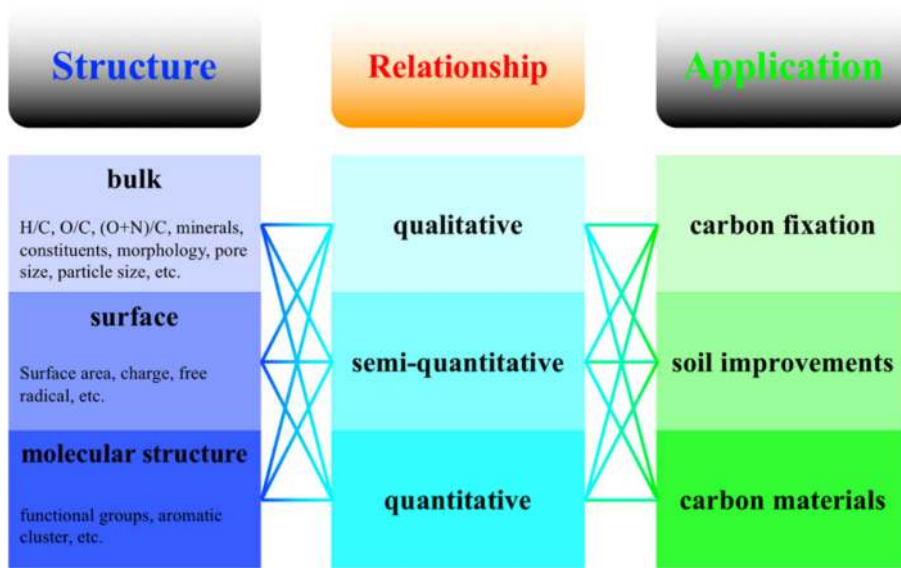 Structure
Relationship
Application
bulk
H/C, O/C, (O+N)/C, minerals,
constituents, morphology, pore
size, particle size, etc.
surface
Surface area, charge, free
radical, etc.
molecular structure
functional groups, aromatic
cluster, etc.
qualitative
semi-quantitative
quantitative
carbon fixation
soil improvements
carbon materials